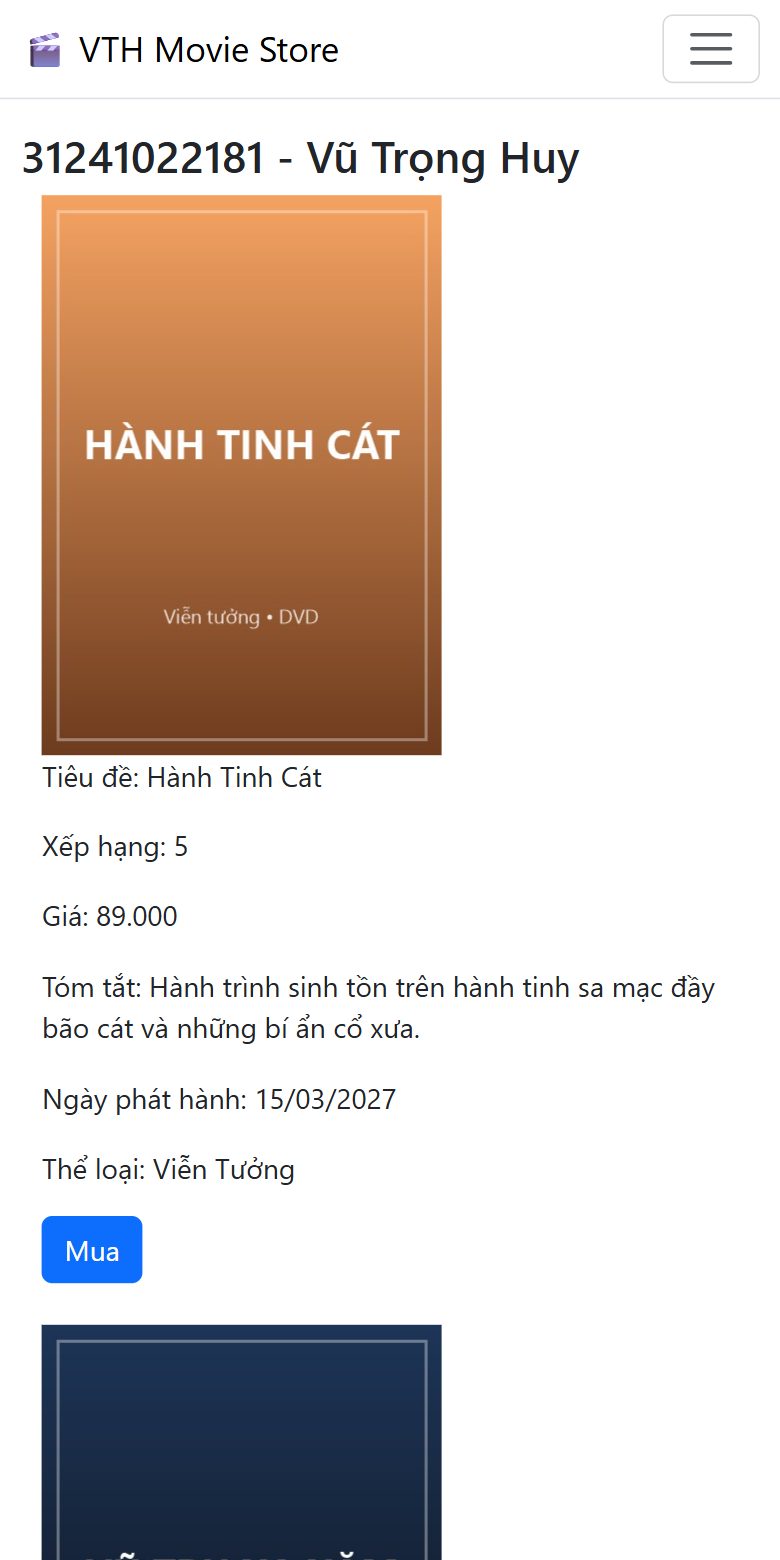 VTH Movie Store
31241022181 - Vũ Trọng Huy
HÀNH TINH CÁT
Viễn tưởng • DVD
Tiêu đề: Hành Tinh Cát
Xếp hạng: 5
Giá: 89.000
Tóm tắt: Hành trình sinh tồn trên hành tinh sa mạc đầy
bão cát và những bí ẩn cổ xưa.
Ngày phát hành: 15/03/2027
Thể loại: Viễn Tưởng
Mua